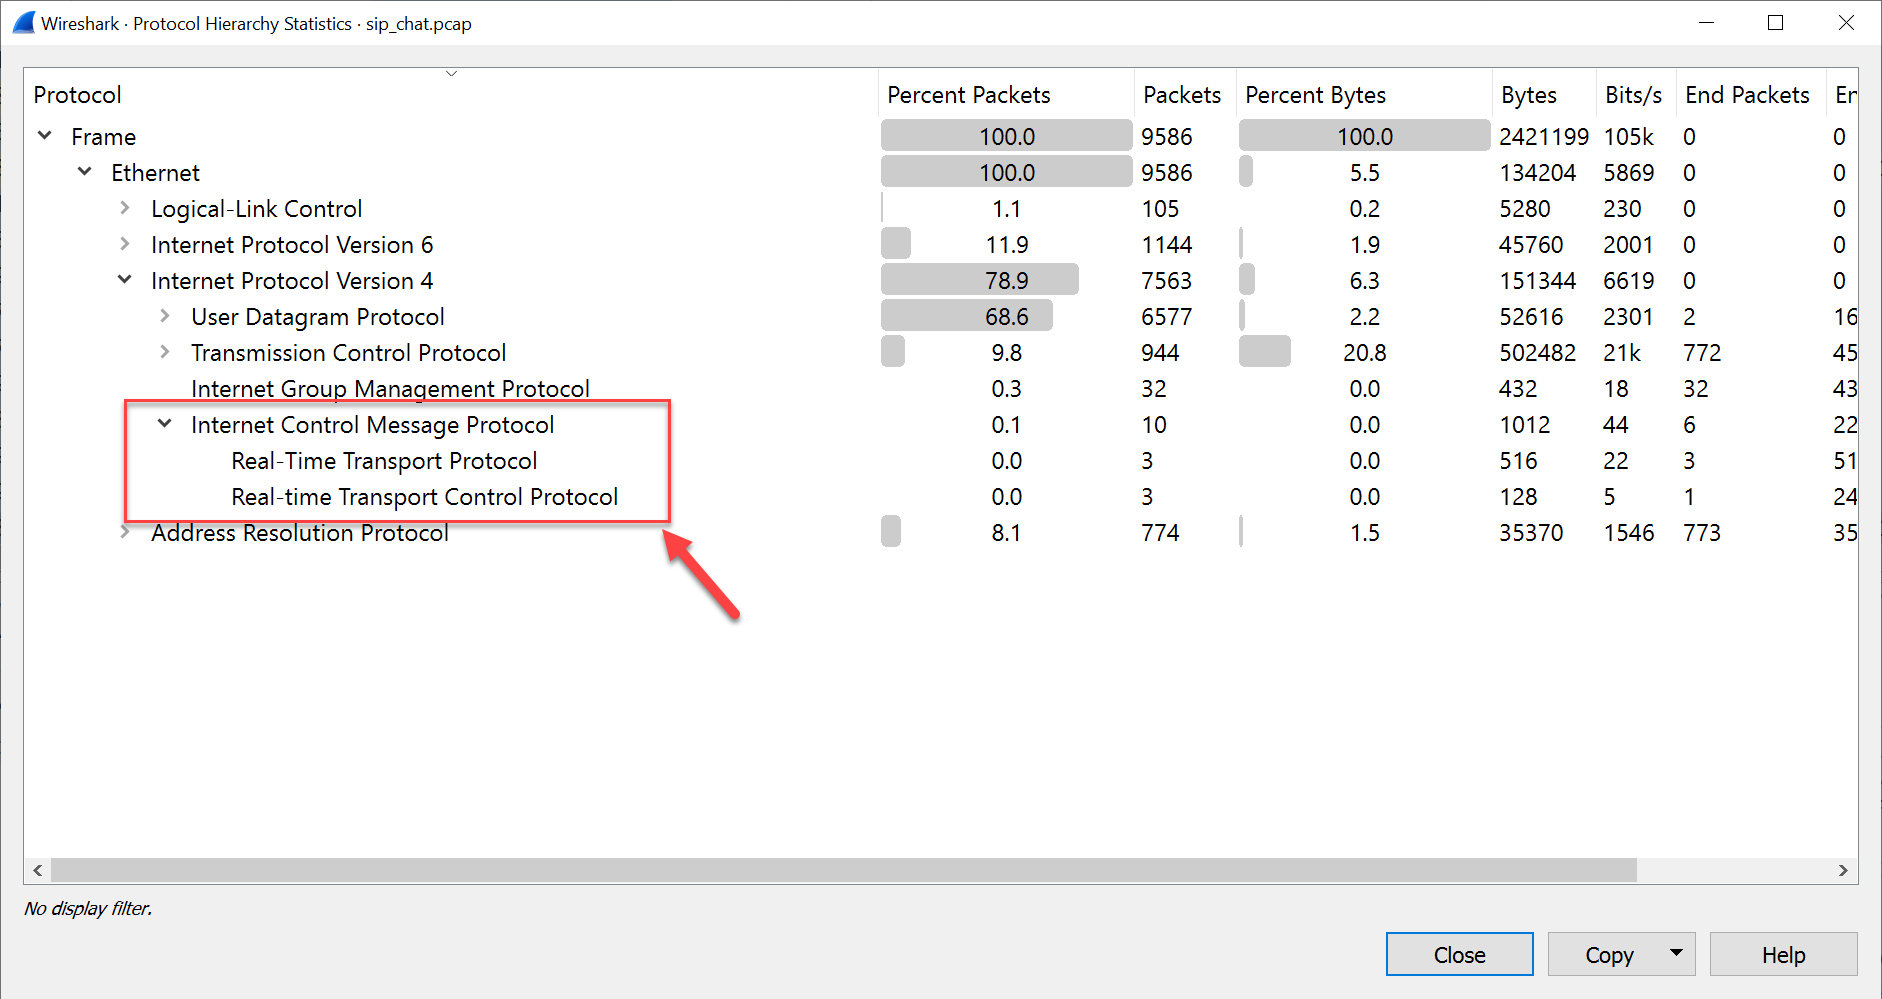 Wireshark · Protocol Hierarchy Statistics · sip_chat.pcap
Protocol Percent Packets Packets Percent Bytes Bytes Bits/s End Packets En
Frame 100.0 9586 100.0 2421199 105k 0 0
Ethernet 100.0 9586 5.5 134204 5869 0 0
Logical-Link Control 1.1 105 0.2 5280 230 0 0
Internet Protocol Version 6 11.9 1144 1.9 45760 2001 0 0
Internet Protocol Version 4 78.9 7563 6.3 151344 6619 0 0
User Datagram Protocol 68.6 6577 2.2 52616 2301 2 16
Transmission Control Protocol 9.8 944 20.8 502482 21k 772 45
Internet Group Management Protocol 0.3 32 0.0 432 18 32 43
Internet Control Message Protocol 0.1 10 0.0 1012 44 6 22
Real-Time Transport Protocol 0.0 3 0.0 516 22 3 51
Real-time Transport Control Protocol 0.0 3 0.0 128 5 1 24
Address Resolution Protocol 8.1 774 1.5 35370 1546 773 35
No display filter.
Close Copy Help